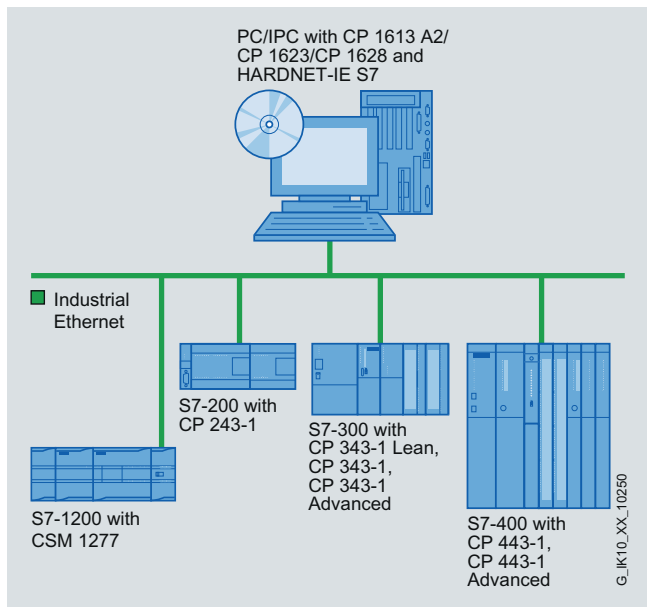 PC/IPC with CP 1613 A2/
CP 1623/CP 1628 and
HARDNET-IE S7
Industrial
Ethernet
S7-200 with
CP 243-1
S7-300 with
CP 343-1 Lean,
CP 343-1,
CP 343-1
Advanced
S7-1200 with
CSM 1277
S7-400 with
CP 443-1,
CP 443-1
Advanced
G_IK10_XX_10250